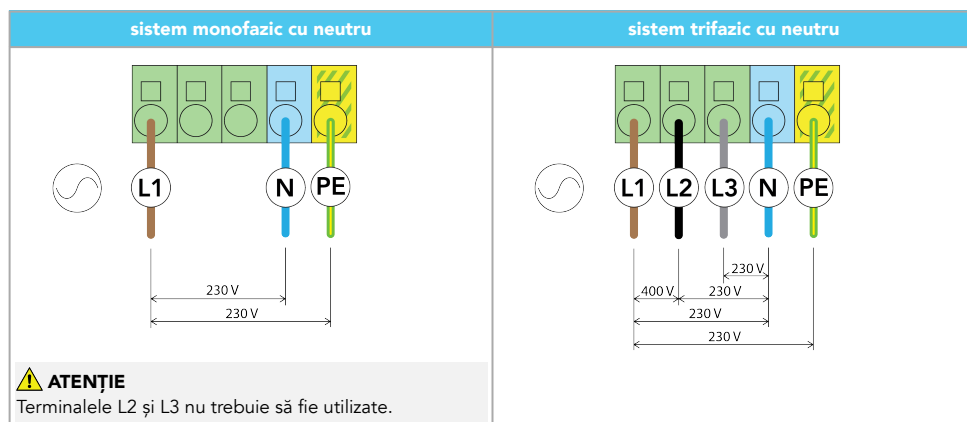 sistem monofazic cu neutru
L1 N PE
230 V
230 V
ATENȚIE
Terminalele L2 și L3 nu trebuie să fie utilizate.
sistem trifazic cu neutru
L1 L2 L3 N PE
230 V
400 V 230 V
230 V
230 V